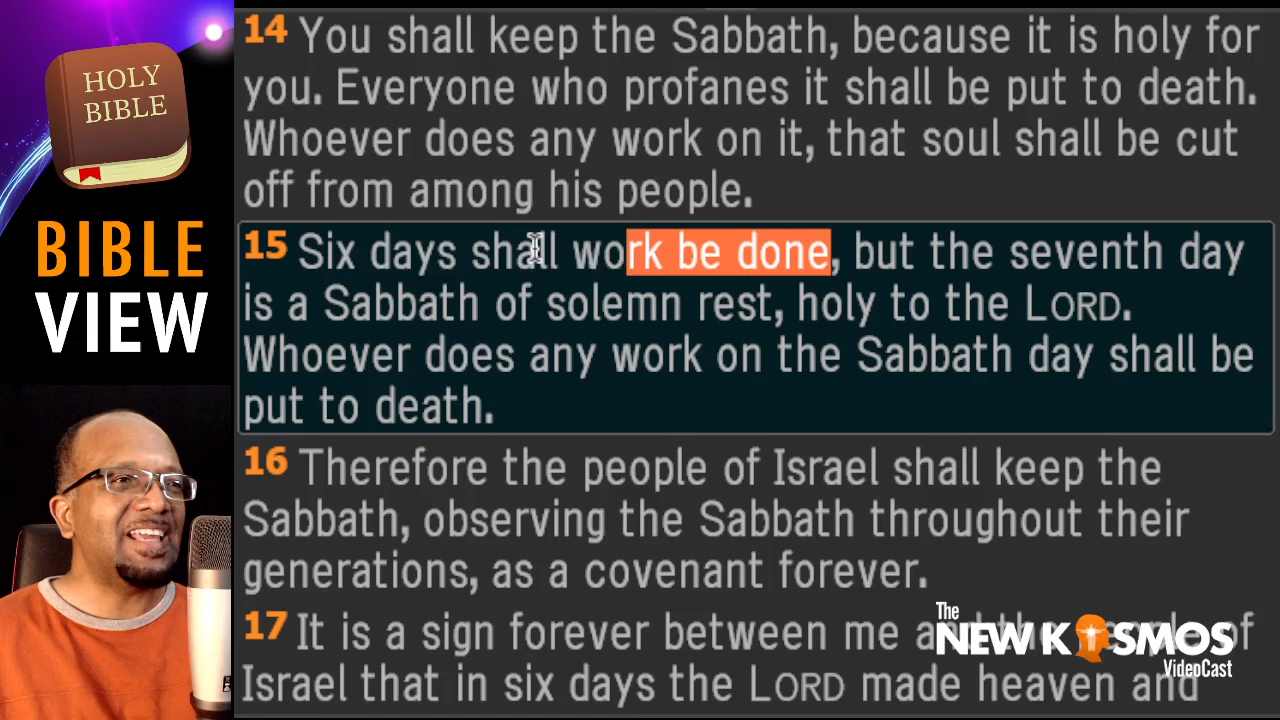 HOLY
BIBLE
BIBLE
VIEW
14 You shall keep the Sabbath, because it is holy for
you. Everyone who profanes it shall be put to death.
Whoever does any work on it, that soul shall be cut
off from among his people.
15 Six days shall work be done, but the seventh day
is a Sabbath of solemn rest, holy to the LORD.
Whoever does any work on the Sabbath day shall be
put to death.
16 Therefore the people of Israel shall keep the
Sabbath, observing the Sabbath throughout their
generations, as a covenant forever.
17 It is a sign forever between me and the people of
Israel that in six days the LORD made heaven and
The
NEW KOSMOS
VideoCast